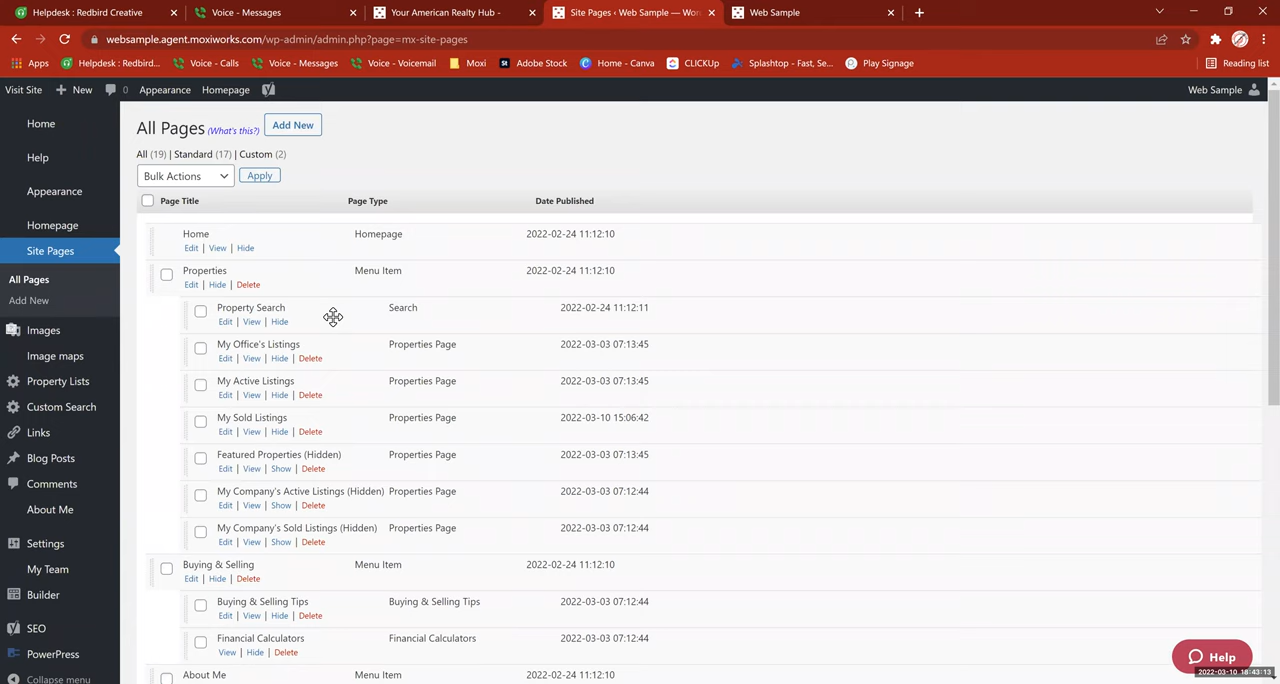 Helpdesk : Redbird Creative
Voice - Messages
Your American Realty Hub -
Site Pages ‹ Web Sample — Wor
Web Sample
websample.agent.moxiworks.com/wp-admin/admin.php?page=mx-site-pages
Apps
Helpdesk : Redbird...
Voice - Calls
Voice - Messages
Voice - Voicemail
Moxi
St Adobe Stock
Home - Canva
CLICKUp
Splashtop - Fast, Se...
Play Signage
Reading list
Visit Site
New
0
Appearance
Homepage
Web Sample
Home
Help
Appearance
Homepage
Site Pages
All Pages
Add New
Images
Image maps
Property Lists
Custom Search
Links
Blog Posts
Comments
About Me
Settings
My Team
Builder
SEO
PowerPress
Collapse menu
All Pages (What's this?) Add New
All (19) | Standard (17) | Custom (2)
Bulk Actions Apply
Page Title Page Type Date Published
Home Homepage 2022-02-24 11:12:10
Edit | View | Hide
Properties Menu Item 2022-02-24 11:12:10
Edit | Hide | Delete
Property Search Search 2022-02-24 11:12:11
Edit | View | Hide
My Office's Listings Properties Page 2022-03-03 07:13:45
Edit | View | Hide | Delete
My Active Listings Properties Page 2022-03-03 07:13:45
Edit | View | Hide | Delete
My Sold Listings Properties Page 2022-03-10 15:06:42
Edit | View | Hide | Delete
Featured Properties (Hidden) Properties Page 2022-03-03 07:13:45
Edit | View | Show | Delete
My Company's Active Listings (Hidden) Properties Page 2022-03-03 07:12:44
Edit | View | Show | Delete
My Company's Sold Listings (Hidden) Properties Page 2022-03-03 07:12:44
Edit | View | Show | Delete
Buying & Selling Menu Item 2022-02-24 11:12:10
Edit | Hide | Delete
Buying & Selling Tips Buying & Selling Tips 2022-03-03 07:12:44
Edit | View | Hide | Delete
Financial Calculators Financial Calculators 2022-03-03 07:12:44
View | Hide | Delete
About Me Menu Item 2022-02-24 11:12:10
Help
2022-03-10 18:43:13